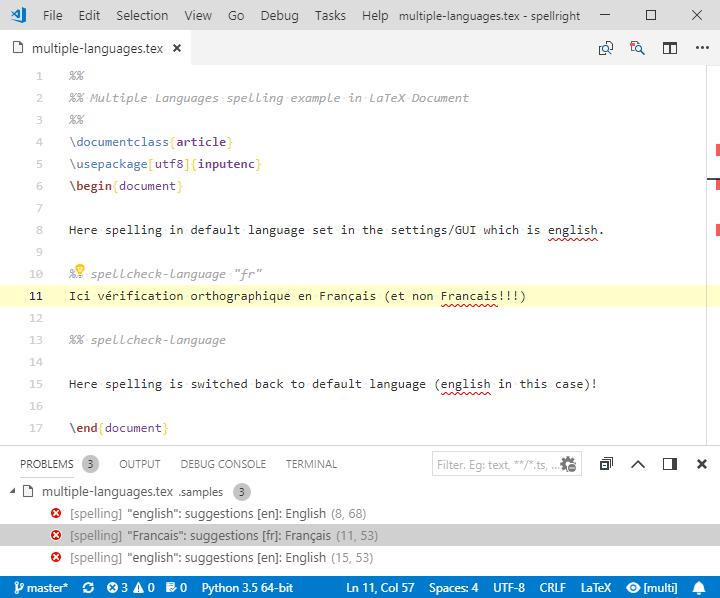 File Edit Selection View Go Debug Tasks Help multiple-languages.tex - spellright
multiple-languages.tex
1 %%
2 %% Multiple Languages spelling example in LaTeX Document
3 %%
4 \documentclass{article}
5 \usepackage[utf8]{inputenc}
6 \begin{document}
7
8 Here spelling in default language set in the settings/GUI which is english.
9
10 %% spellcheck-language "fr"
11 Ici vérification orthographique en Français (et non Francais!!!)
12
13 %% spellcheck-language
14
15 Here spelling is switched back to default language (english in this case)!
16
17 \end{document}
PROBLEMS 3 OUTPUT DEBUG CONSOLE TERMINAL Filter. Eg: text, **/*.ts, ...
multiple-languages.tex .samples 3
[spelling] "english": suggestions [en]: English (8, 68)
[spelling] "Francais": suggestions [fr]: Français (11, 53)
[spelling] "english": suggestions [en]: English (15, 53)
master* 3 0 0 Python 3.5 64-bit Ln 11, Col 57 Spaces: 4 UTF-8 CRLF LaTeX [multi]